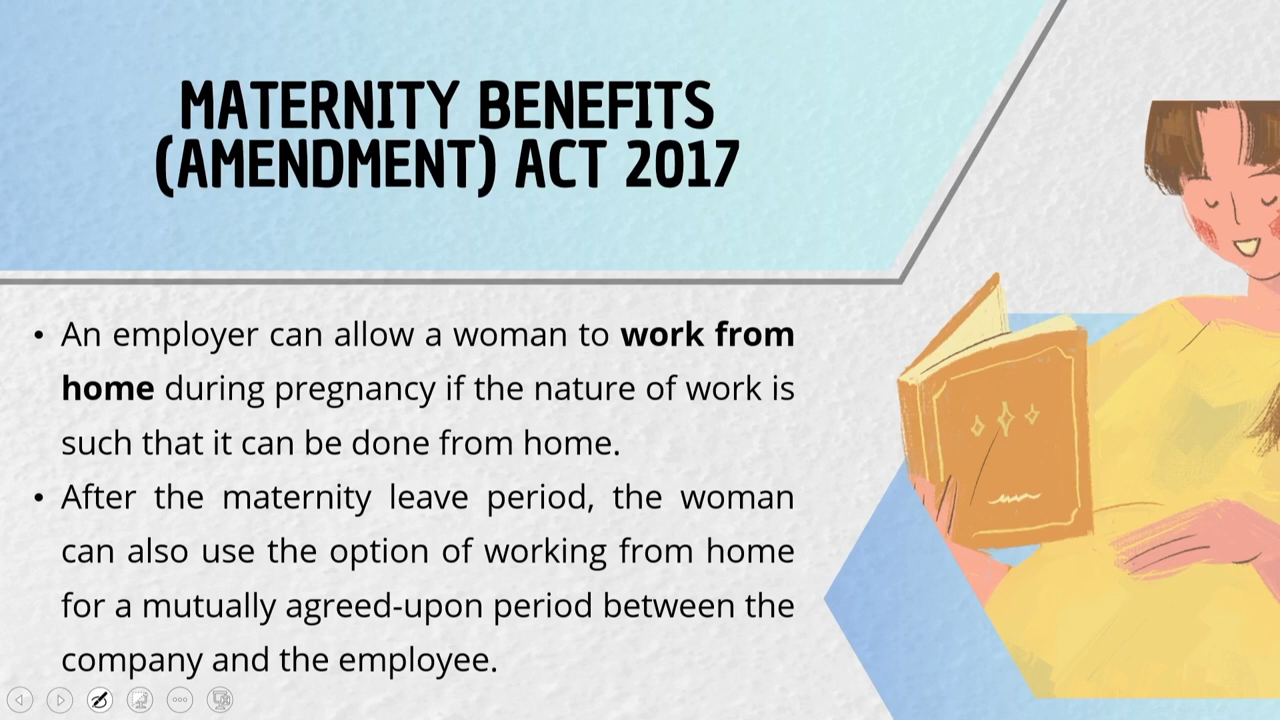 MATERNITY BENEFITS
(AMENDMENT) ACT 2017
• An employer can allow a woman to work from
home during pregnancy if the nature of work is
such that it can be done from home.
• After the maternity leave period, the woman
can also use the option of working from home
for a mutually agreed-upon period between the
company and the employee.